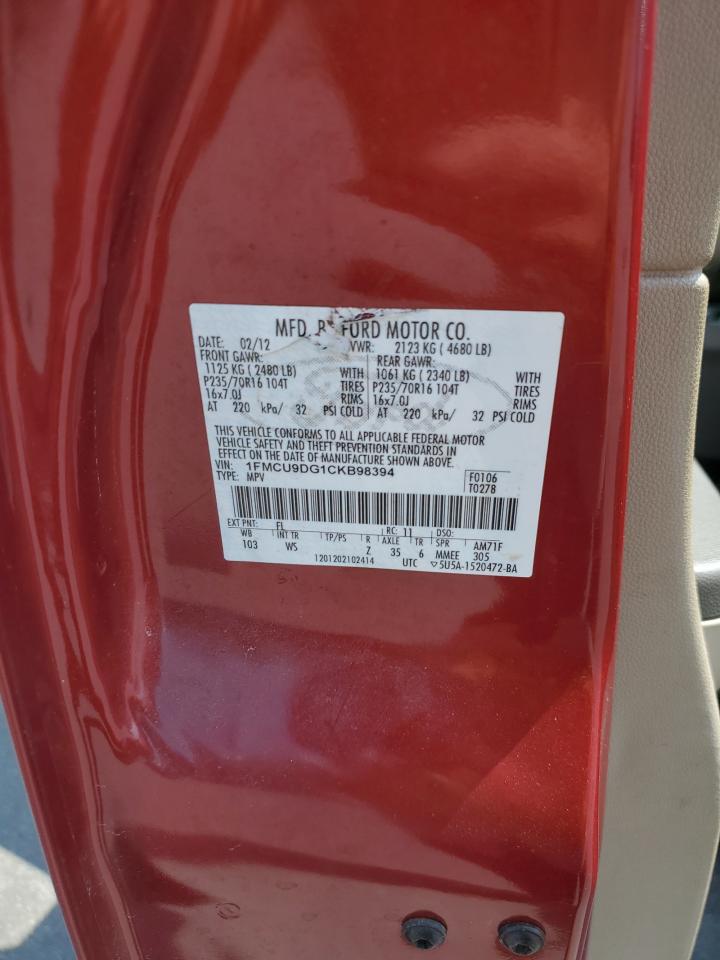 MFD. BY FORD MOTOR CO.
DATE: 02/12 VWR: 2123 KG ( 4680 LB)
FRONT GAWR: REAR GAWR:
1125 KG ( 2480 LB) WITH 1061 KG ( 2340 LB) WITH
P235/70R16 104T TIRES P235/70R16 104T TIRES
16x7.0J RIMS 16x7.0J RIMS
AT 220 kPa/ 32 PSI COLD AT 220 kPa/ 32 PSI COLD
THIS VEHICLE CONFORMS TO ALL APPLICABLE FEDERAL MOTOR
VEHICLE SAFETY AND THEFT PREVENTION STANDARDS IN
EFFECT ON THE DATE OF MANUFACTURE SHOWN ABOVE.
VIN: 1FMCU9DG1CKB98394 F0106
TYPE: MPV T0278
EXT PNT: FL RC: 11 DSO:
WB INT TR TP/PS R AXLE TR SPR AM71F
103 WS Z 35 6 MMEE 305
1201202102414 UTC ▽5U5A-1520472-BA